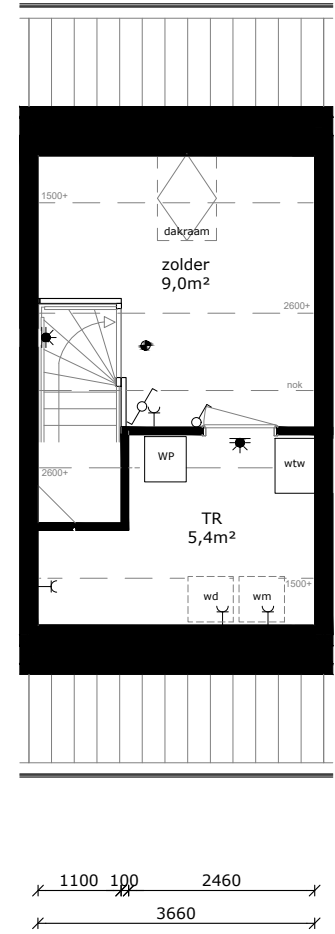 1500+
dakraam
zolder
9,0m²
2600+
nok
WP
wtw
2600+
TR
5,4m²
1500+
wd wm
1100 100 2460
3660